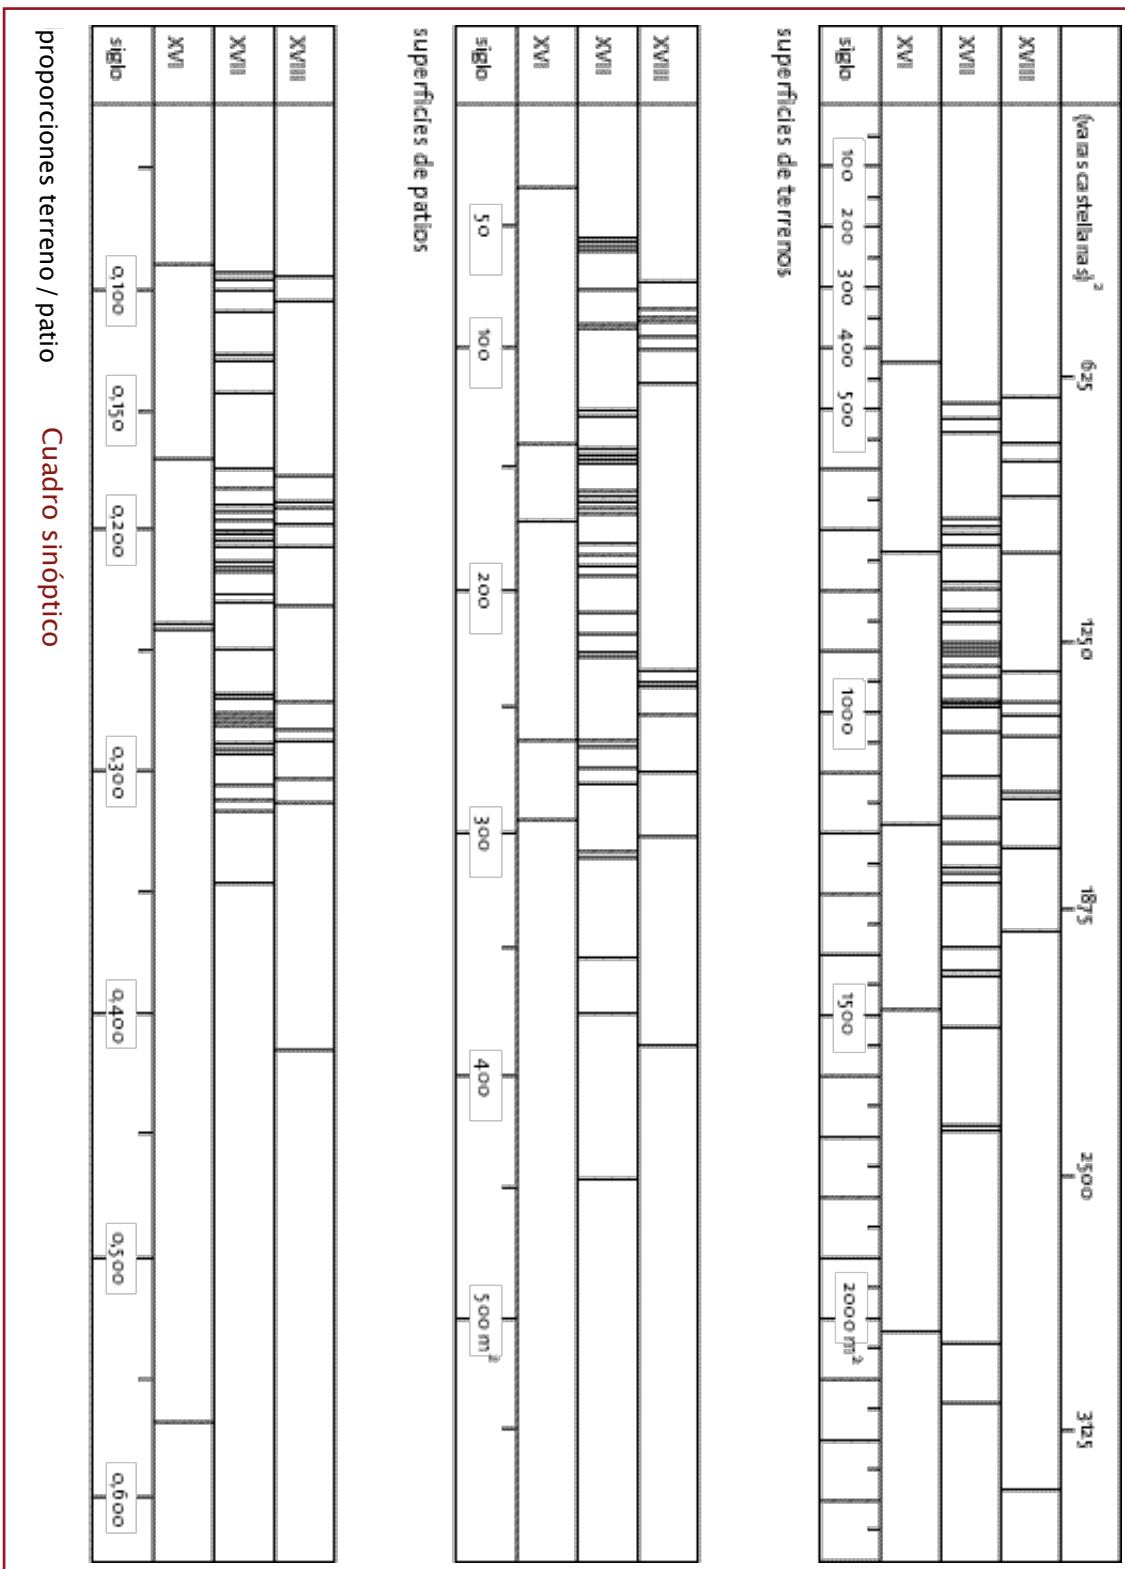 (varas castellanas)²
625
1250
1875
2500
3125
XVIII
XVII
XVI
siglo
100
200
300
400
500
1000
1500
2000 m²
superficies de terrenos
XVIII
XVII
XVI
siglo
50
100
200
300
400
500 m²
superficies de patios
XVIII
XVII
XVI
siglo
0,100
0,150
0,200
0,300
0,400
0,500
0,600
proporciones terreno / patio
Cuadro sinóptico